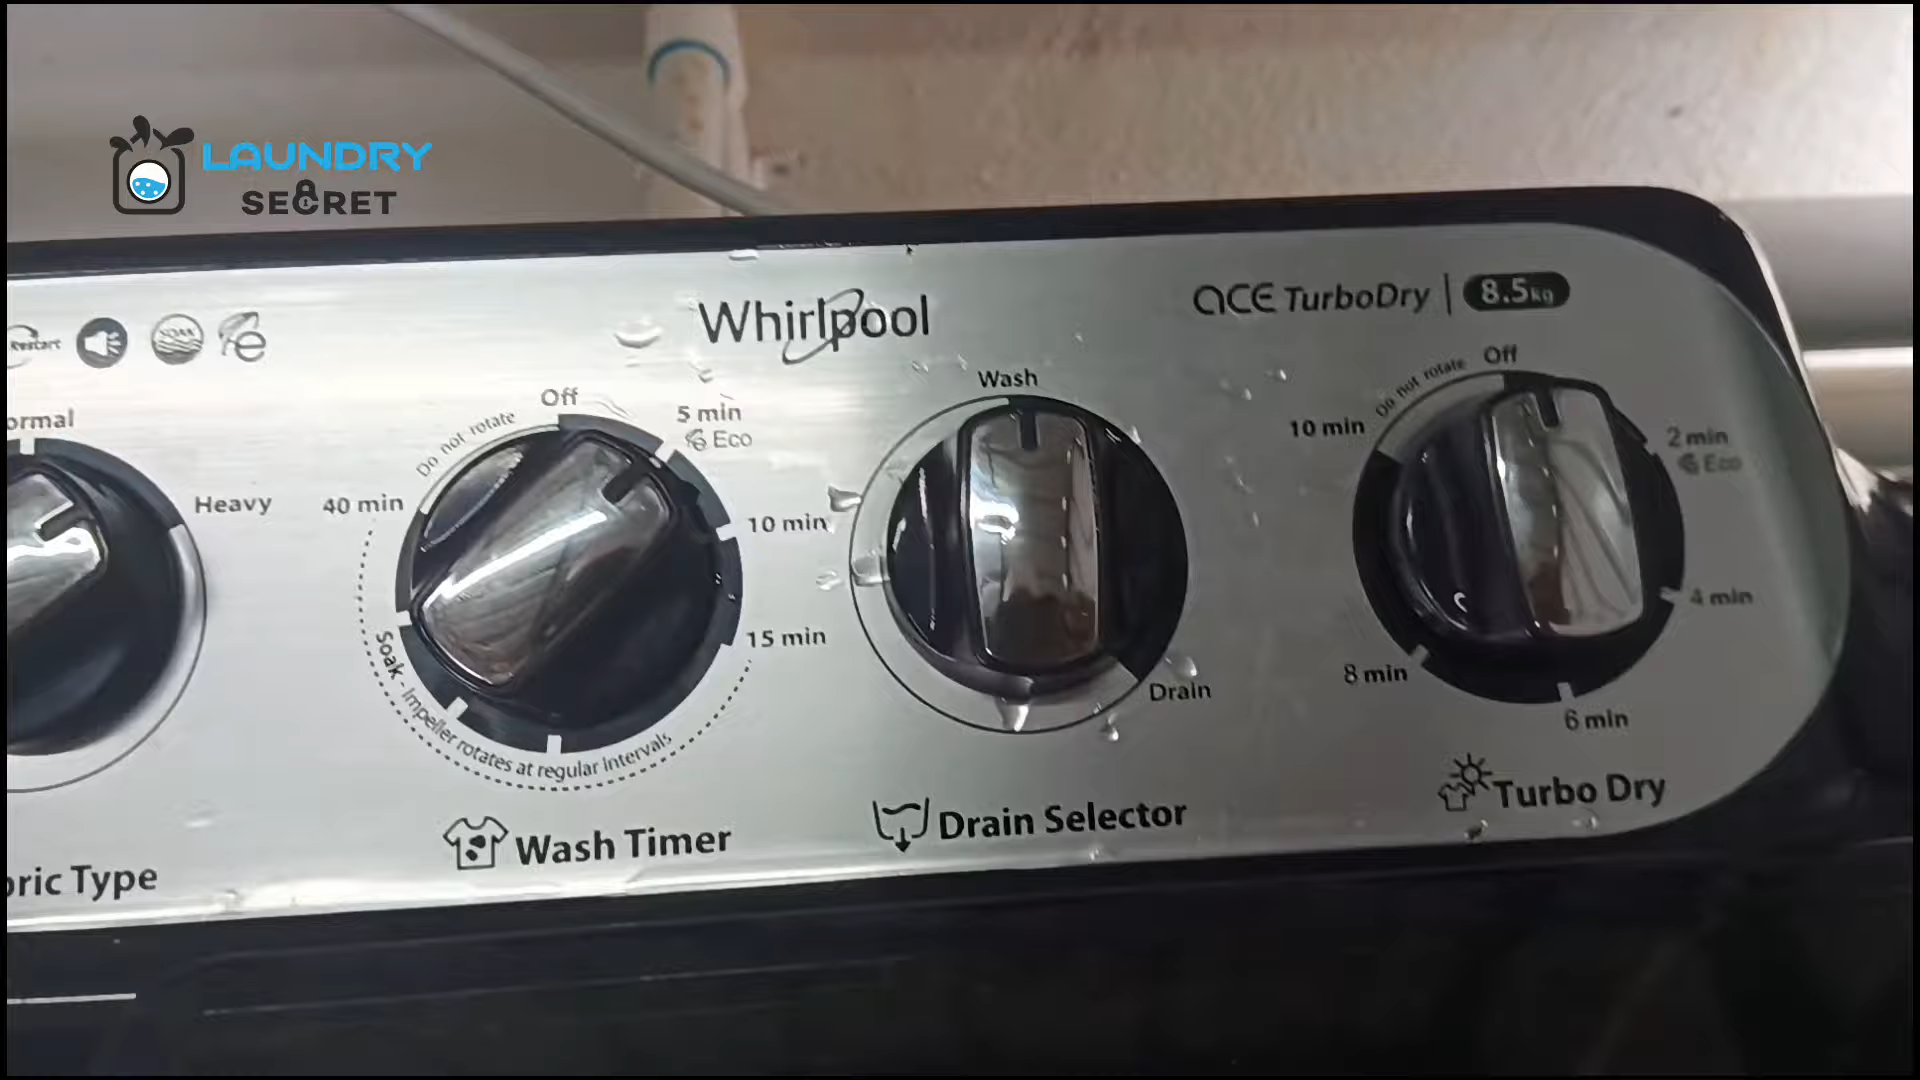 LAUNDRY
SECRET
Whirlpool
ACE TurboDry | 8.5kg
Restart
SOAK
ormal
Heavy
Off
Do not rotate
5 min
Eco
10 min
15 min
40 min
Soak - Impeller rotates at regular intervals
Wash
Drain
Off
Do not rotate
2 min
Eco
4 min
6 min
8 min
10 min
bric Type
Wash Timer
Drain Selector
Turbo Dry